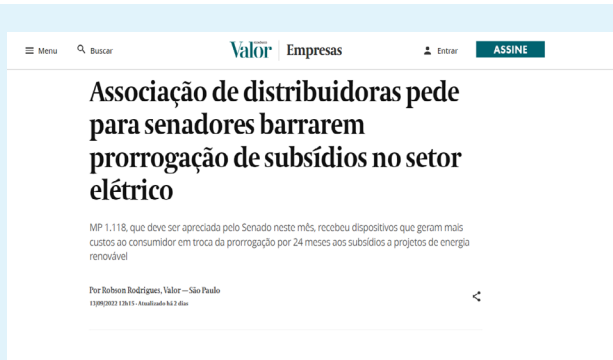 Menu
Buscar
Valor
Empresas
Entrar
ASSINE
Associação de distribuidoras pede
para senadores barrarem
prorrogação de subsídios no setor
elétrico
MP 1.118, que deve ser apreciada pelo Senado neste mês, recebeu dispositivos que geram mais
custos ao consumidor em troca da prorrogação por 24 meses aos subsídios a projetos de energia
renovável
Por Robson Rodrigues, Valor — São Paulo
13/09/2022 12h15 · Atualizado há 2 dias